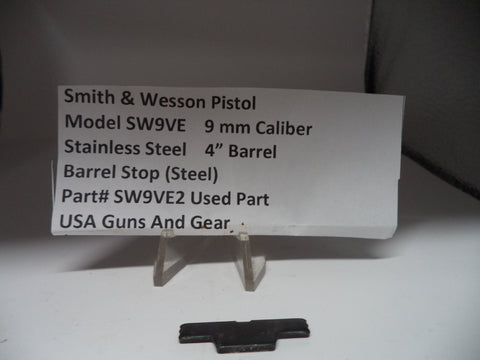 Smith & Wesson Pistol
Model SW9VE 9 mm Caliber
Stainless Steel 4” Barrel
Barrel Stop (Steel)
Part# SW9VE2 Used Part
USA Guns And Gear